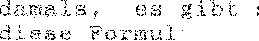 damals, es gibt
diese Formul